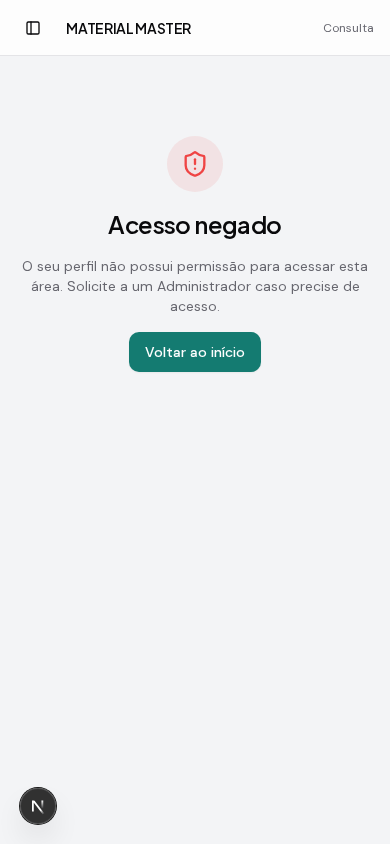 MATERIAL MASTER
Consulta
Acesso negado
O seu perfil não possui permissão para acessar esta
área. Solicite a um Administrador caso precise de
acesso.
Voltar ao início
N